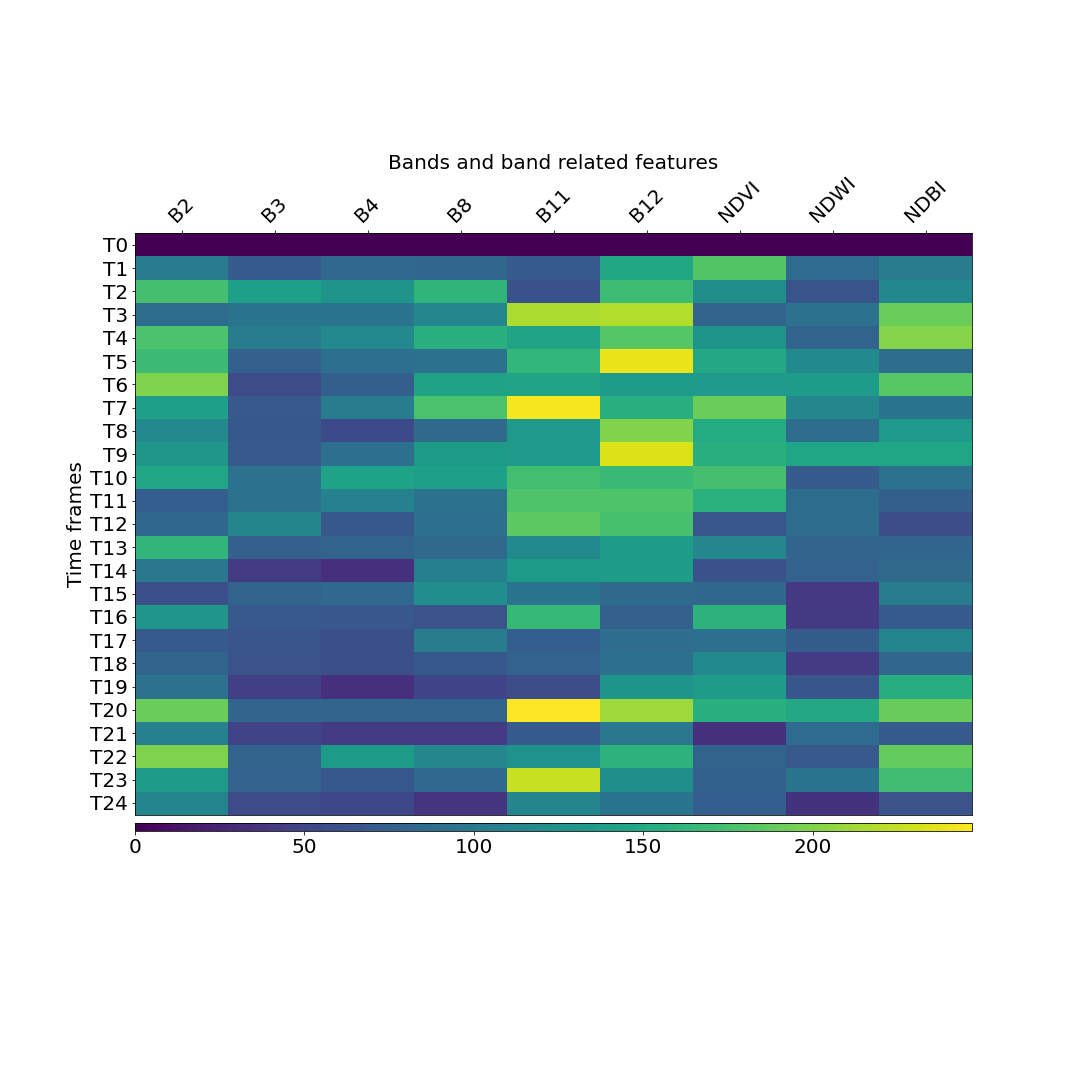 Bands and band related features
B2 B3 B4 B8 B11 B12 NDVI NDWI NDBI
Time frames
T0
T1
T2
T3
T4
T5
T6
T7
T8
T9
T10
T11
T12
T13
T14
T15
T16
T17
T18
T19
T20
T21
T22
T23
T24
0 50 100 150 200